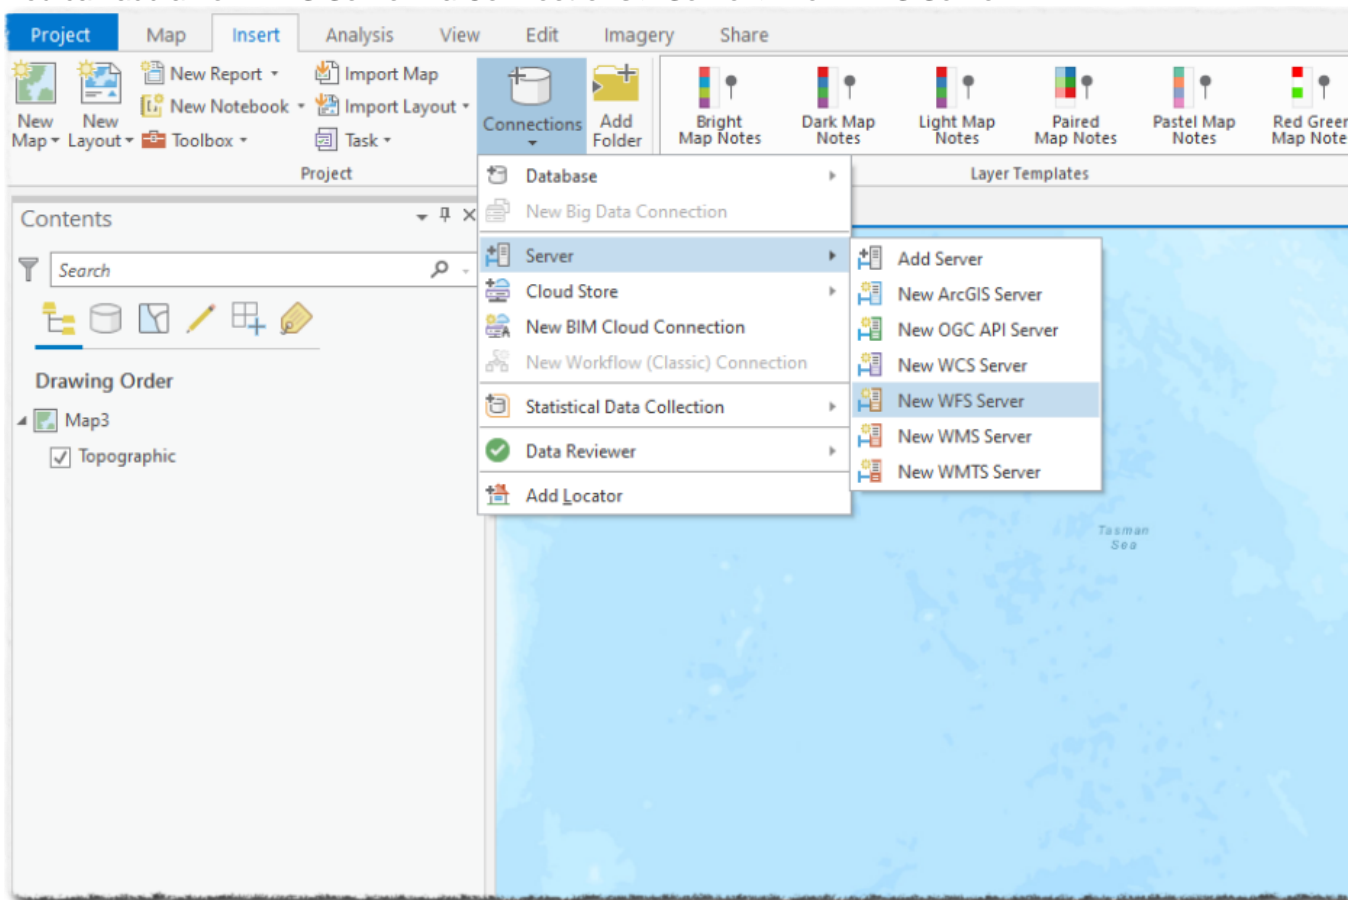 Project Map Insert Analysis View Edit Imagery Share
New Report
Import Map
New Notebook
Import Layout
Toolbox
Task
New
Map
New
Layout
Connections
Add
Folder
Bright
Map Notes
Dark Map
Notes
Light Map
Notes
Paired
Map Notes
Pastel Map
Notes
Red Green
Map Note
Project
Layer Templates
Contents
Search
Drawing Order
Map3
Topographic
Database
New Big Data Connection
Server
Cloud Store
New BIM Cloud Connection
New Workflow (Classic) Connection
Statistical Data Collection
Data Reviewer
Add Locator
Add Server
New ArcGIS Server
New OGC API Server
New WCS Server
New WFS Server
New WMS Server
New WMTS Server
Tasman
Sea